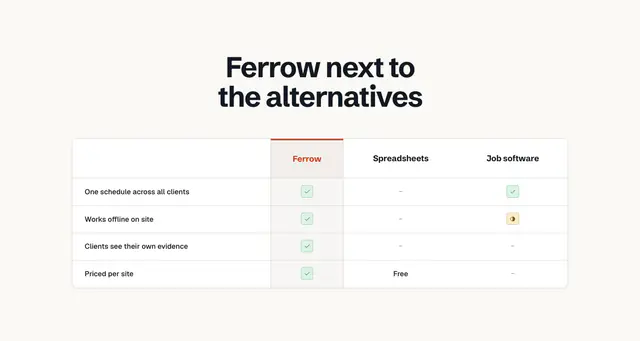 Ferrow next to
the alternatives
Ferrow Spreadsheets Job software
One schedule across all clients –
Works offline on site –
Clients see their own evidence – –
Priced per site Free –